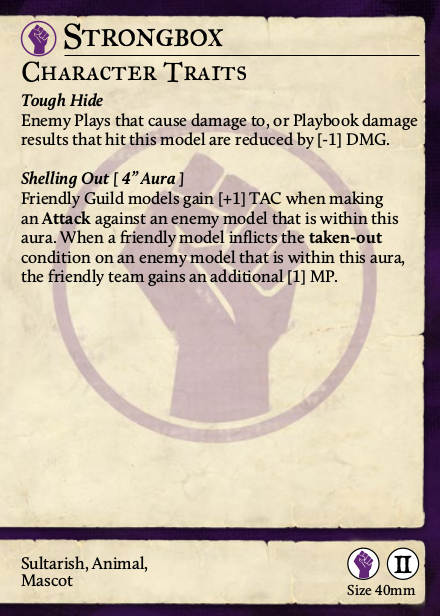 Strongbox
Character Traits
Tough Hide
Enemy Plays that cause damage to, or Playbook damage
results that hit this model are reduced by [-1] DMG.
Shelling Out [ 4” Aura ]
Friendly Guild models gain [+1] TAC when making
an Attack against an enemy model that is within this
aura. When a friendly model inflicts the taken-out
condition on an enemy model that is within this aura,
the friendly team gains an additional [1] MP.
Sultarish, Animal,
Mascot
II
Size 40mm